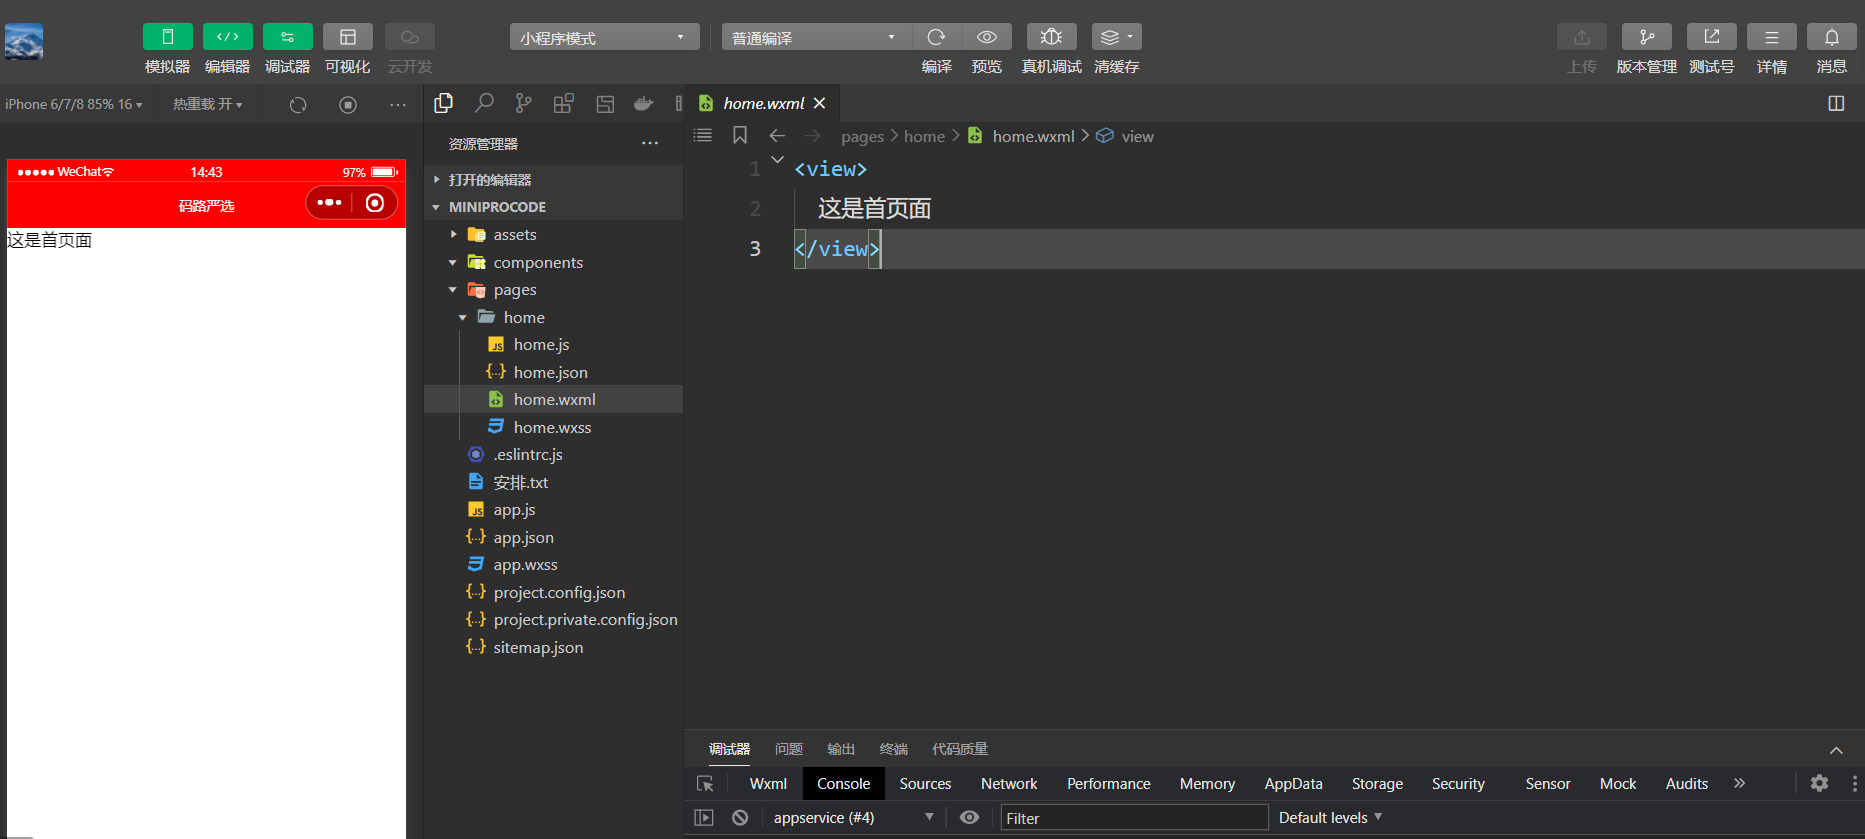 小程序模式
普通编译
模拟器 编辑器 调试器 可视化 云开发
编译 预览 真机调试 清缓存
上传 版本管理 测试号 详情 消息
iPhone 6/7/8 85% 16
热重载 开
WeChat
14:43
97%
码路严选
这是首页面
资源管理器
打开的编辑器
MINIPROCODE
assets
components
pages
home
home.js
home.json
home.wxml
home.wxss
.eslintrc.js
安排.txt
app.js
app.json
app.wxss
project.config.json
project.private.config.json
sitemap.json
home.wxml
pages > home > home.wxml > view
1 <view>
2 这是首页面
3 </view>
调试器 问题 输出 终端 代码质量
Wxml Console Sources Network Performance Memory AppData Storage Security Sensor Mock Audits »
appservice (#4)
Filter
Default levels